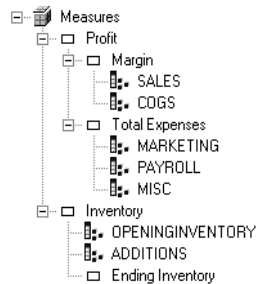 Measures
Profit
Margin
SALES
COGS
Total Expenses
MARKETING
PAYROLL
MISC
Inventory
OPENINGINVENTORY
ADDITIONS
Ending Inventory